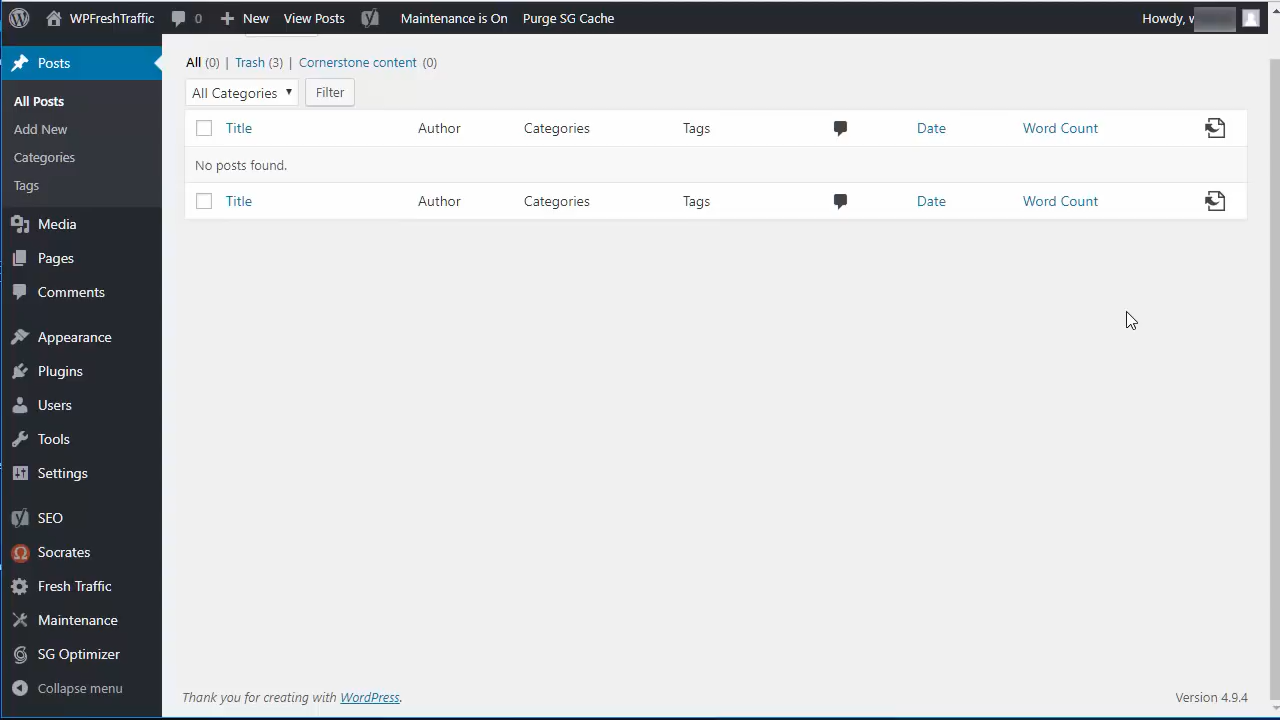 WPFreshTraffic 0 New View Posts Maintenance is On Purge SG Cache Howdy, w
Posts
All Posts
Add New
Categories
Tags
Media
Pages
Comments
Appearance
Plugins
Users
Tools
Settings
SEO
Socrates
Fresh Traffic
Maintenance
SG Optimizer
Collapse menu
All (0) | Trash (3) | Cornerstone content (0)
All Categories Filter
Title Author Categories Tags Date Word Count
No posts found.
Title Author Categories Tags Date Word Count
Thank you for creating with WordPress. Version 4.9.4